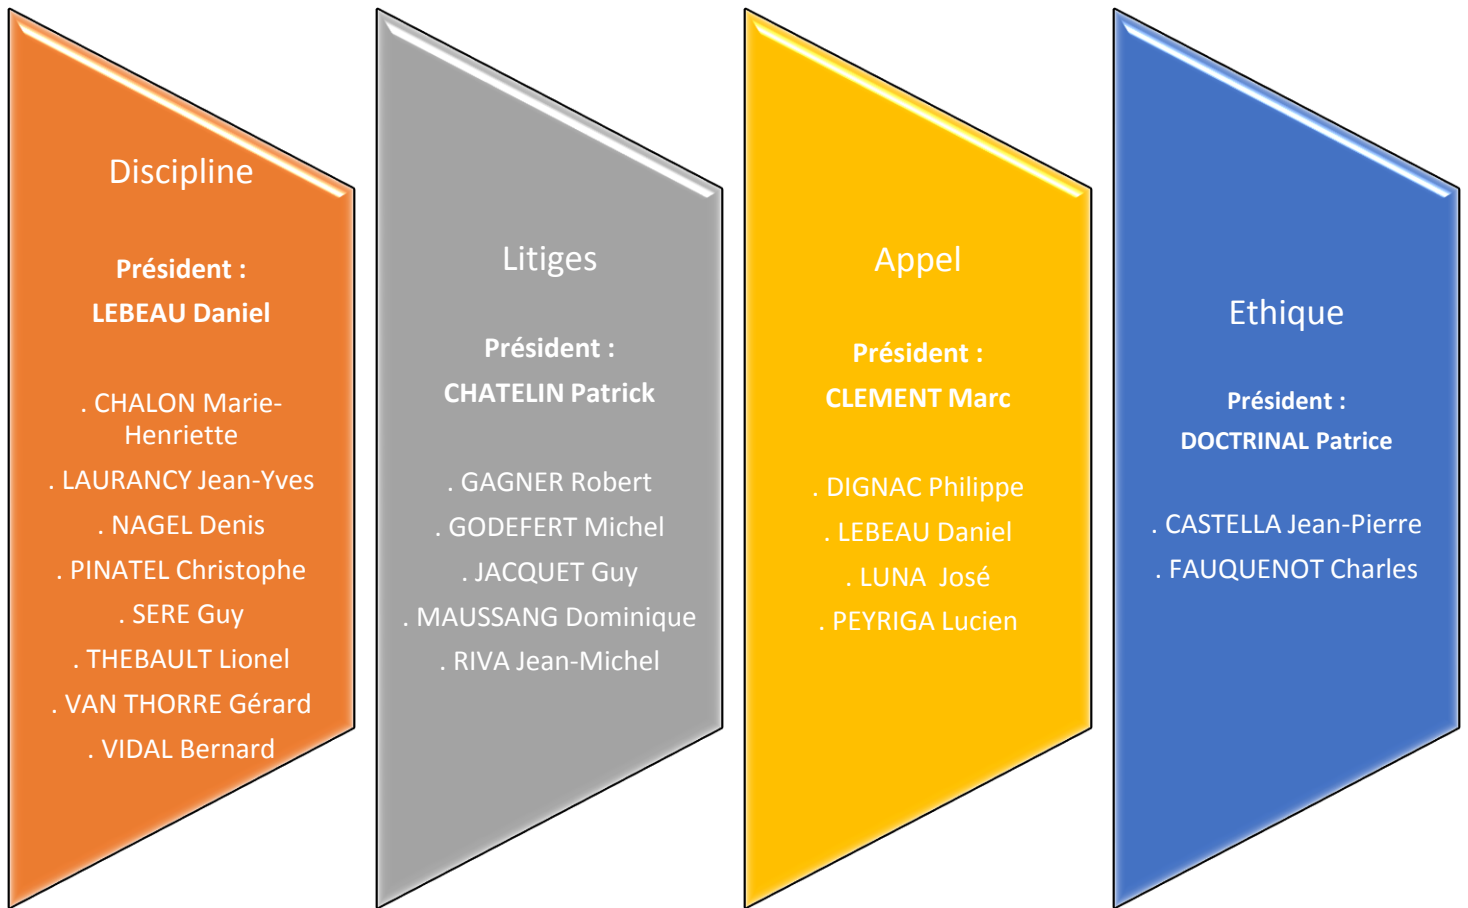 Discipline
Président :
LEBEAU Daniel
. CHALON Marie-
Henriette
. LAURANCY Jean-Yves
. NAGEL Denis
. PINATEL Christophe
. SERE Guy
. THEBAULT Lionel
. VAN THORRE Gérard
. VIDAL Bernard
Litiges
Président :
CHATELIN Patrick
. GAGNER Robert
. GODEFERT Michel
. JACQUET Guy
. MAUSSANG Dominique
. RIVA Jean-Michel
Appel
Président :
CLEMENT Marc
. DIGNAC Philippe
. LEBEAU Daniel
. LUNA  José
. PEYRIGA Lucien
Ethique
Président :
DOCTRINAL Patrice
. CASTELLA Jean-Pierre
. FAUQUENOT Charles